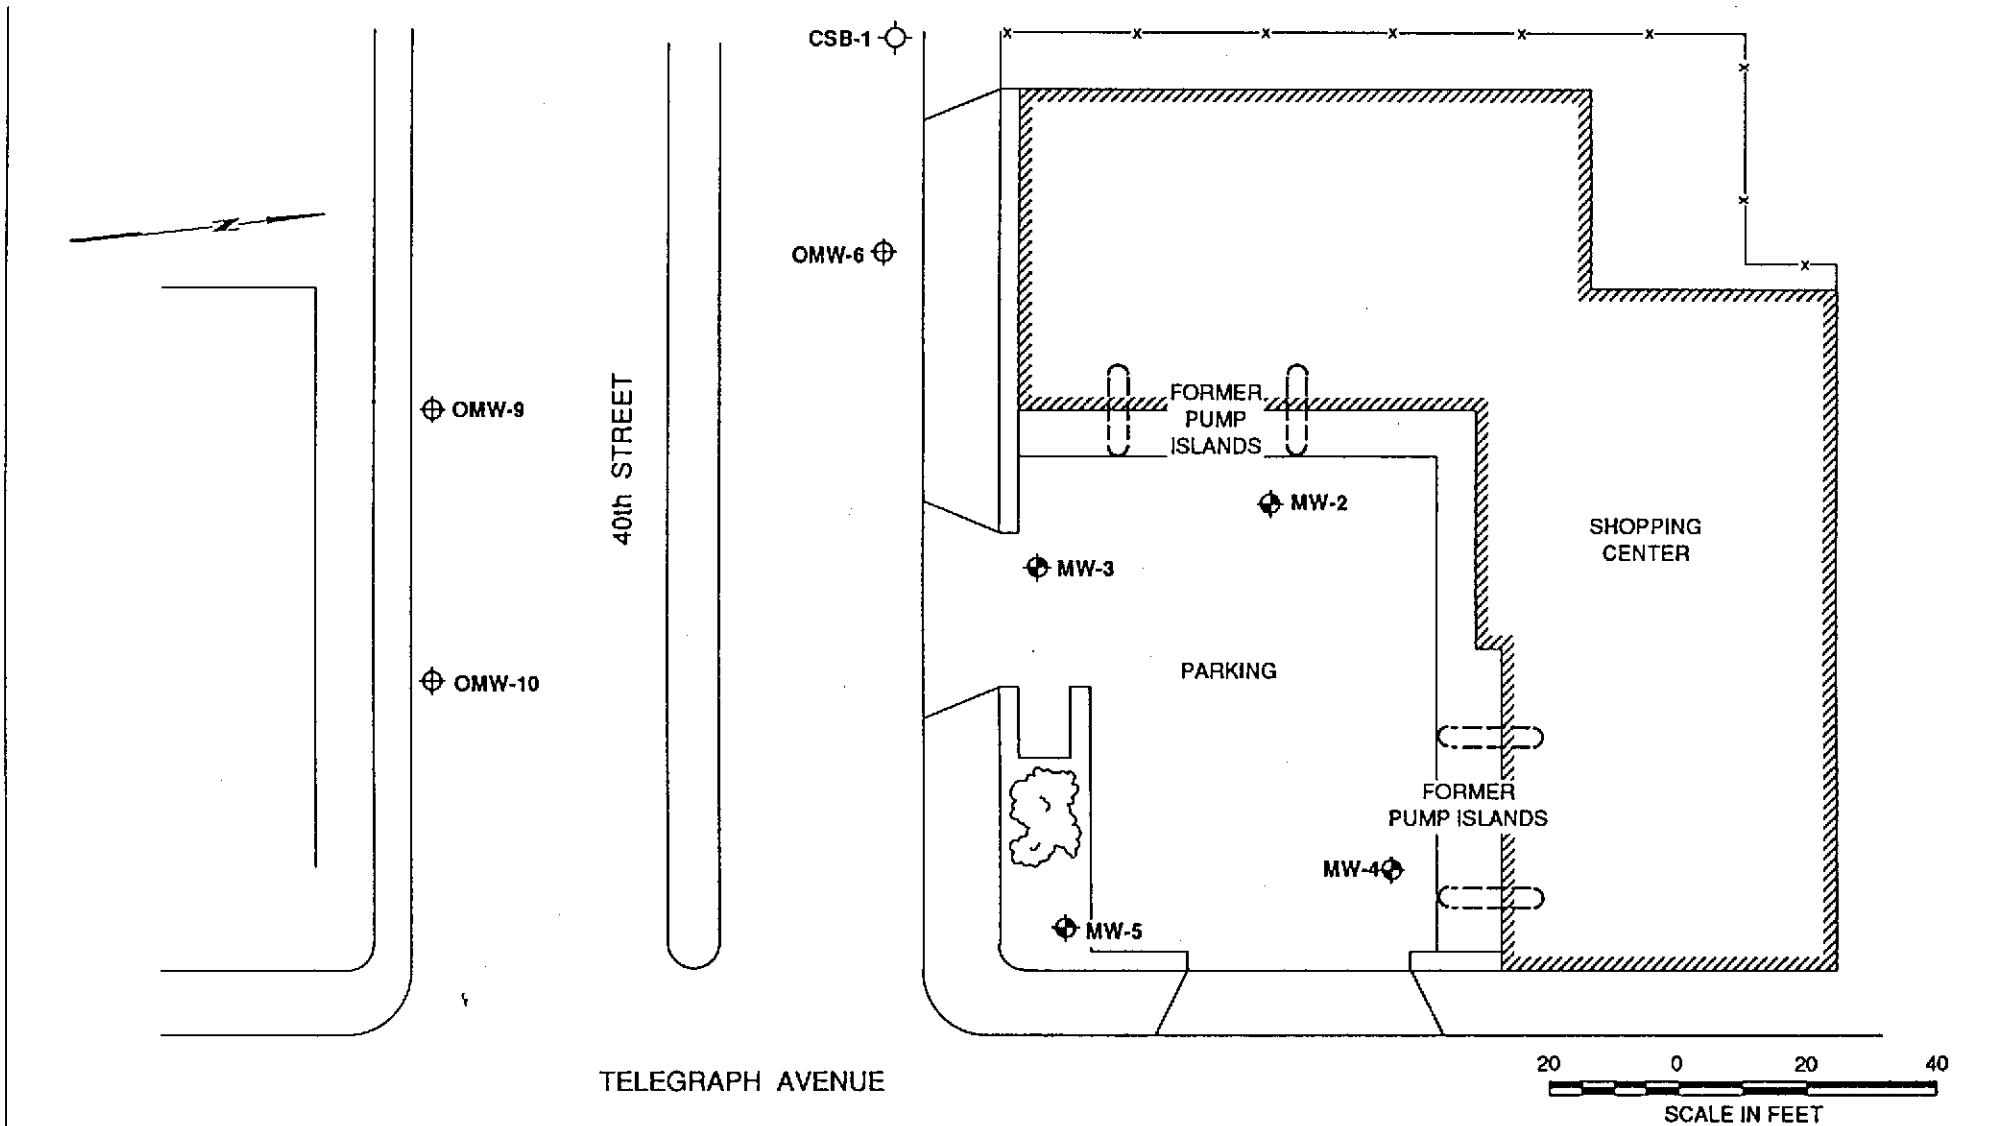 CSB-1
OMW-6
N
OMW-9
40th STREET
FORMER
PUMP
ISLANDS
MW-2
SHOPPING
CENTER
MW-3
PARKING
OMW-10
FORMER
PUMP ISLANDS
MW-4
MW-5
TELEGRAPH AVENUE
20 0 20 40
SCALE IN FEET